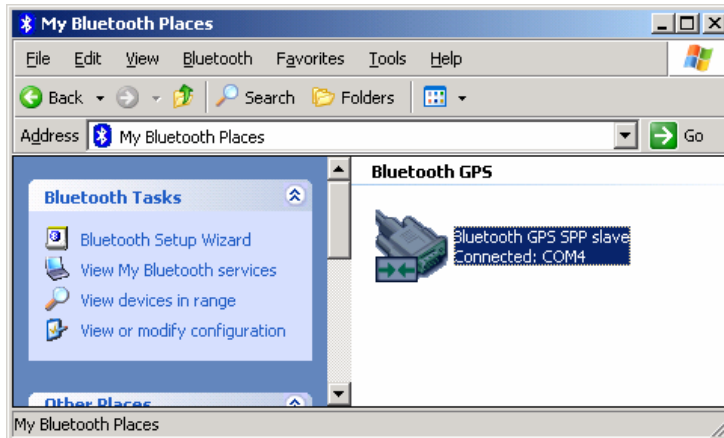 My Bluetooth Places
File Edit View Bluetooth Favorites Tools Help
Back Search Folders
Address My Bluetooth Places Go
Bluetooth Tasks
Bluetooth Setup Wizard
View My Bluetooth services
View devices in range
View or modify configuration
Other Places
Bluetooth GPS
Bluetooth GPS SPP slave
Connected: COM4
My Bluetooth Places